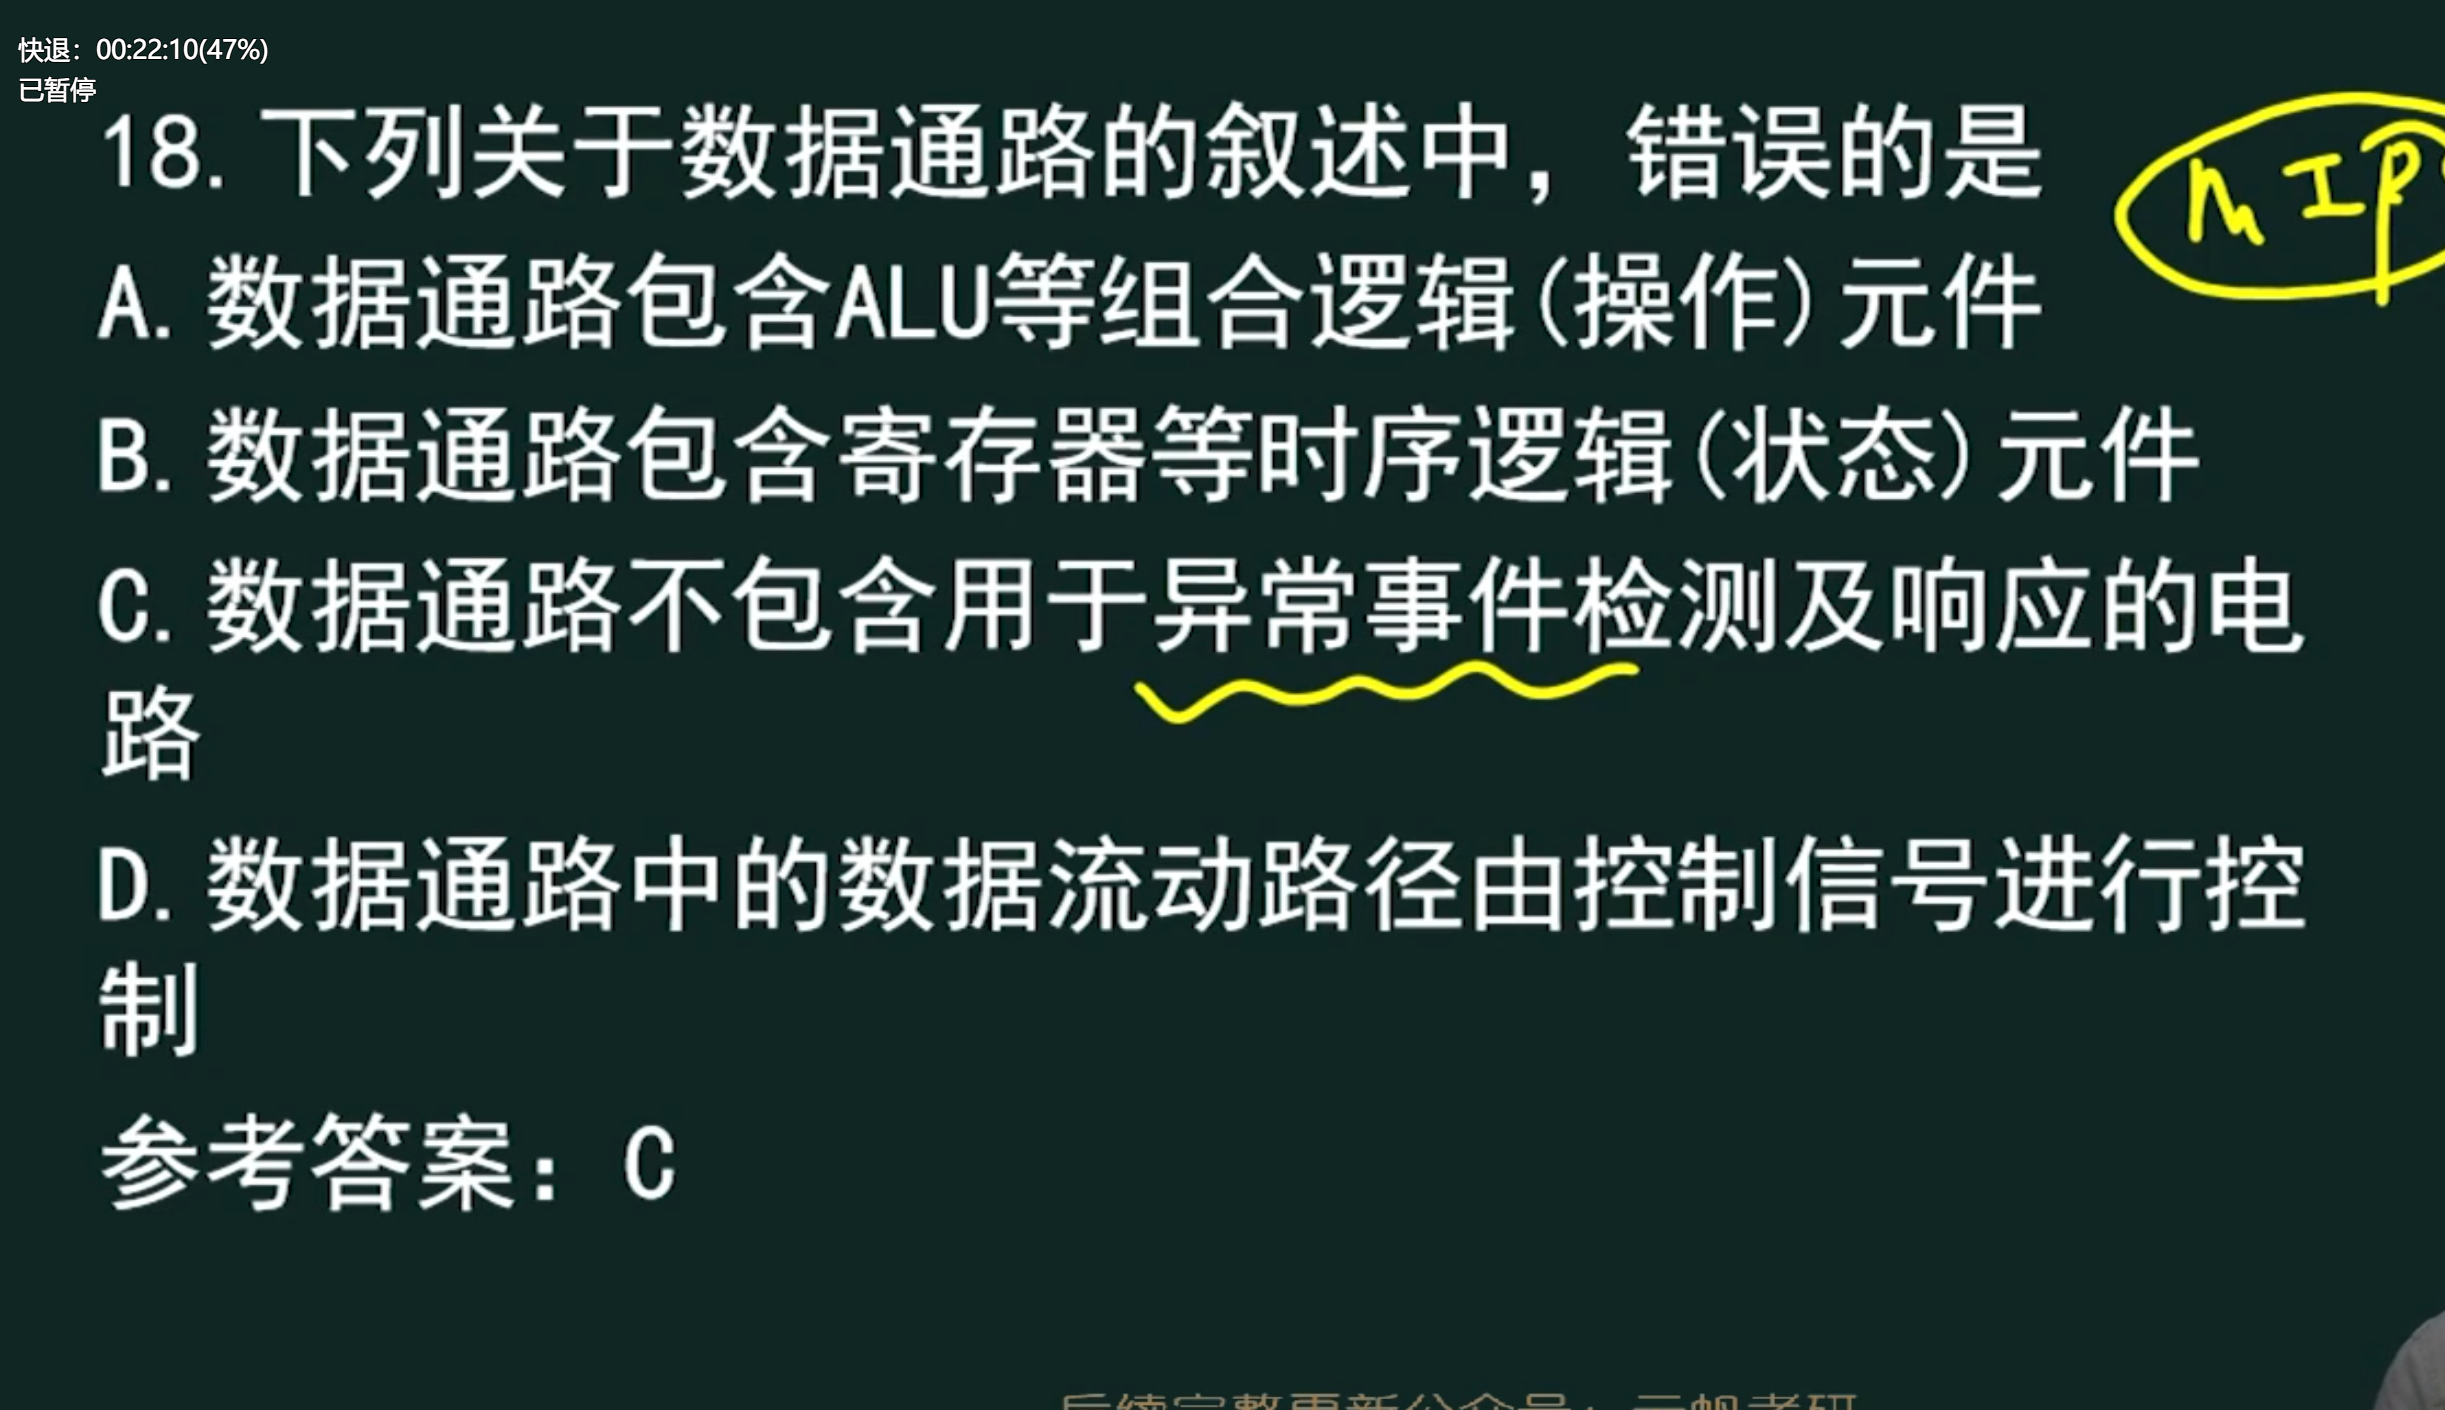 快退：00:22:10(47%)
已暂停
18. 下列关于数据通路的叙述中，错误的是
MIP
A. 数据通路包含ALU等组合逻辑(操作)元件
B. 数据通路包含寄存器等时序逻辑(状态)元件
C. 数据通路不包含用于异常事件检测及响应的电
路
D. 数据通路中的数据流动路径由控制信号进行控
制
参考答案：C